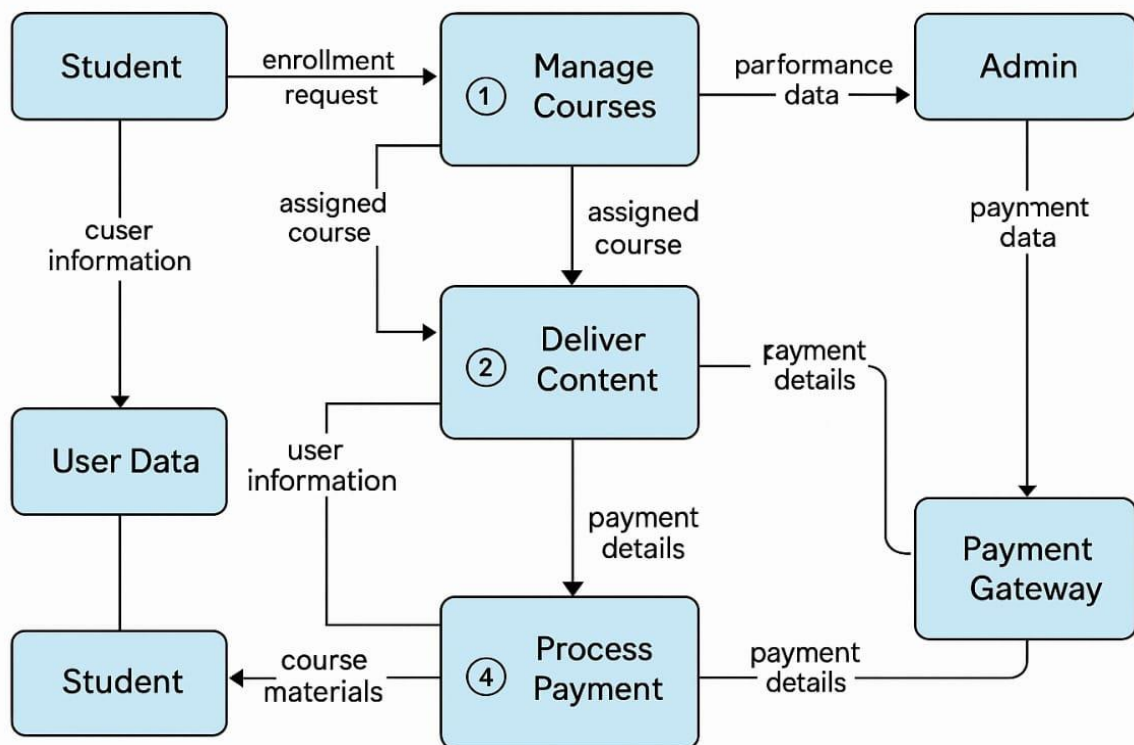 Student
enrollment
request
1
Manage
Courses
parformance
data
Admin
cuser
information
assigned
course
assigned
course
paynment
data
2
Deliver
Content
payment
details
User Data
user
information
payment
details
Payment
Gateway
Student
course
materials
4
Process
Payment
payment
details